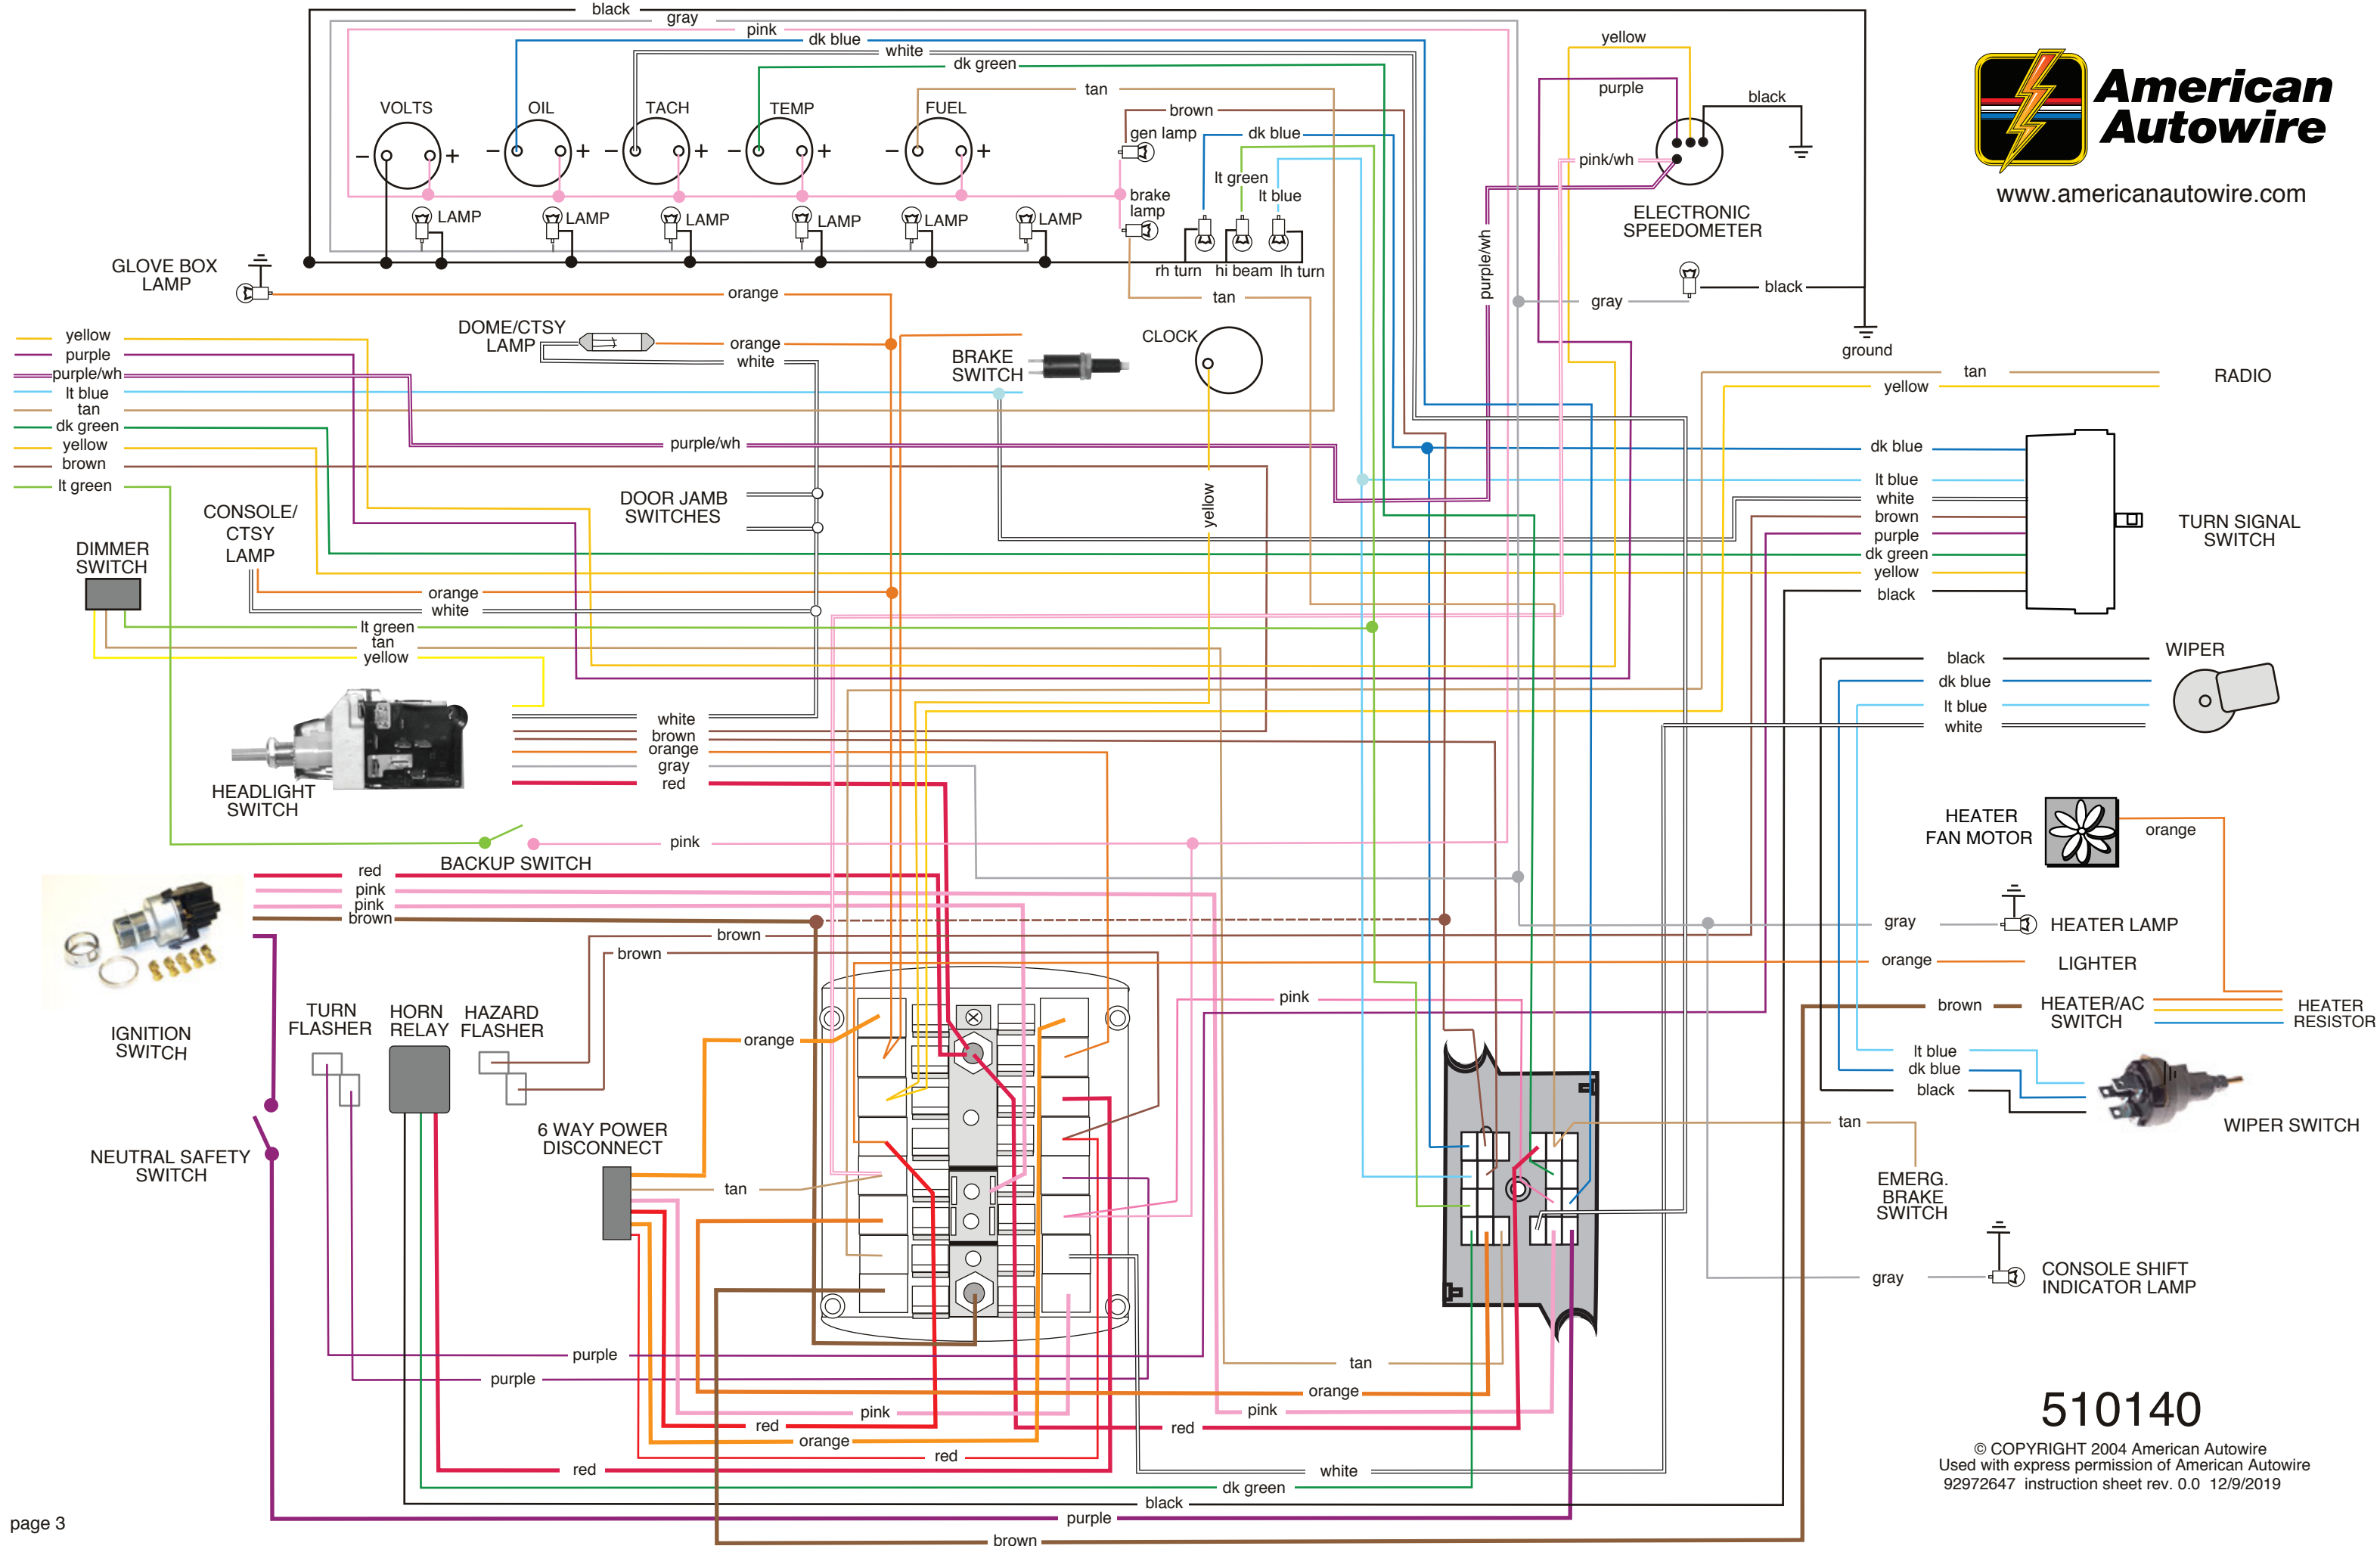 black
gray
pink
dk blue
white
dk green
tan
brown
yellow
purple
black
VOLTS
OIL
TACH
TEMP
FUEL
gen lamp
dk blue
− +
− +
− +
− +
− +
pink/wh
lt green
lt blue
brake
lamp
LAMP
LAMP
LAMP
LAMP
LAMP
LAMP
rh turn
hi beam
lh turn
purple/wh
ELECTRONIC
SPEEDOMETER
American
Autowire
www.americanautowire.com
GLOVE BOX
LAMP
orange
tan
gray
black
ground
DOME/CTSY
LAMP
orange
white
BRAKE
SWITCH
CLOCK
yellow
purple
purple/wh
lt blue
tan
dk green
yellow
brown
lt green
purple/wh
yellow
tan
yellow
RADIO
dk blue
lt blue
white
brown
purple
dk green
yellow
black
TURN SIGNAL
SWITCH
DOOR JAMB
SWITCHES
CONSOLE/
CTSY
LAMP
DIMMER
SWITCH
orange
white
lt green
tan
yellow
black
dk blue
lt blue
white
WIPER
HEADLIGHT
SWITCH
white
brown
orange
gray
red
BACKUP SWITCH
pink
HEATER
FAN MOTOR
orange
red
pink
pink
brown
brown
brown
IGNITION
SWITCH
gray
HEATER LAMP
orange
LIGHTER
brown
HEATER/AC
SWITCH
HEATER
RESISTOR
TURN
FLASHER
HORN
RELAY
HAZARD
FLASHER
orange
pink
lt blue
dk blue
black
WIPER SWITCH
NEUTRAL SAFETY
SWITCH
6 WAY POWER
DISCONNECT
tan
tan
EMERG.
BRAKE
SWITCH
gray
CONSOLE SHIFT
INDICATOR LAMP
purple
purple
tan
orange
pink
pink
red
red
orange
red
red
white
dk green
black
purple
brown
510140
© COPYRIGHT 2004 American Autowire
Used with express permission of American Autowire
92972647 instruction sheet rev. 0.0 12/9/2019
page 3